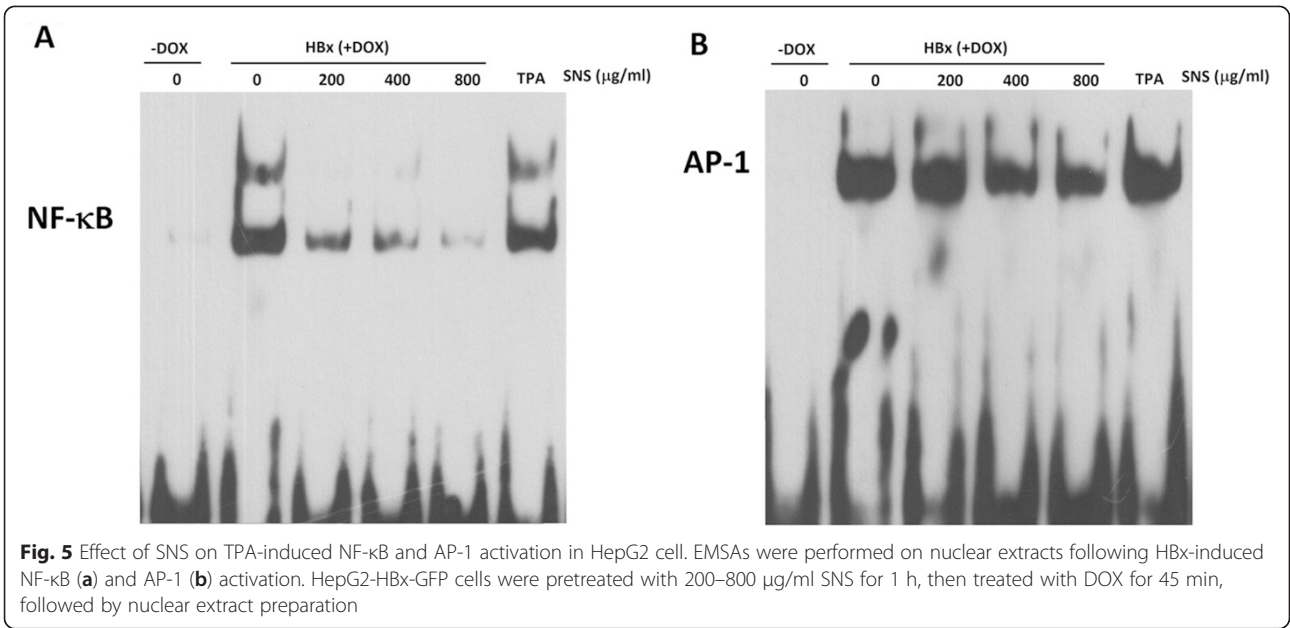 A
-DOX HBx (+DOX)
0 0 200 400 800 TPA SNS (μg/ml)
NF-κB
B
-DOX HBx (+DOX)
0 0 200 400 800 TPA SNS (μg/ml)
AP-1
Fig. 5 Effect of SNS on TPA-induced NF-κB and AP-1 activation in HepG2 cell. EMSAs were performed on nuclear extracts following HBx-induced
NF-κB (a) and AP-1 (b) activation. HepG2-HBx-GFP cells were pretreated with 200–800 μg/ml SNS for 1 h, then treated with DOX for 45 min,
followed by nuclear extract preparation